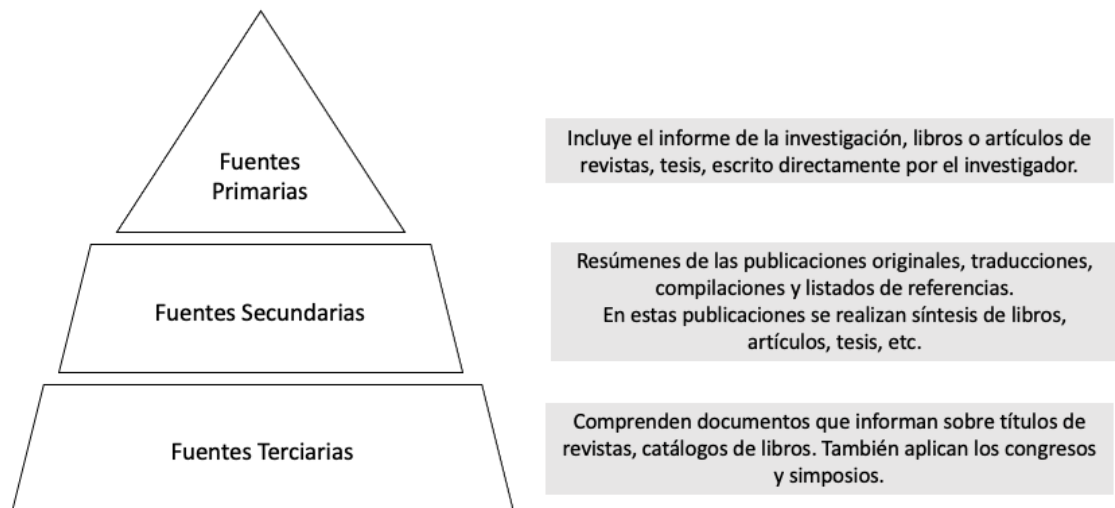 Fuentes
Primarias
Incluye el informe de la investigación, libros o artículos de
revistas, tesis, escrito directamente por el investigador.
Fuentes Secundarias
Resúmenes de las publicaciones originales, traducciones,
compilaciones y listados de referencias.
En estas publicaciones se realizan síntesis de libros,
artículos, tesis, etc.
Fuentes Terciarias
Comprenden documentos que informan sobre títulos de
revistas, catálogos de libros. También aplican los congresos
y simposios.